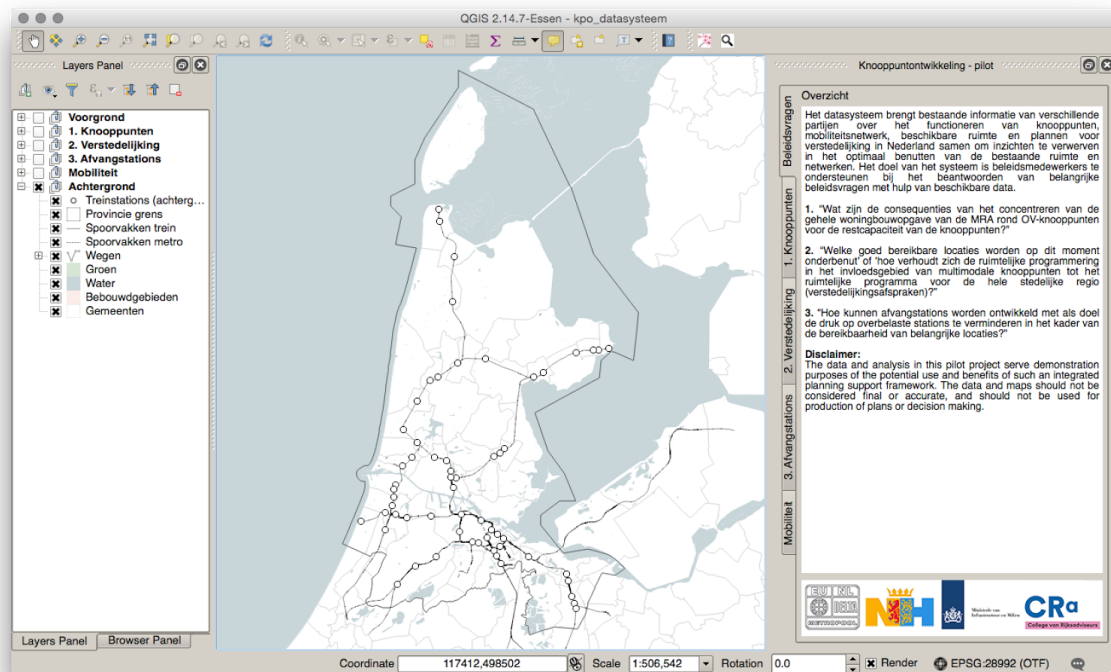 QGIS 2.14.7-Essen - kpo_datasysteem
Layers Panel
Voorgrond
1. Knooppunten
2. Verstedelijking
3. Afvangstations
Mobiliteit
Achtergrond
Treinstations (achterg...
Provincie grens
Spoorvakken trein
Spoorvakken metro
Wegen
Groen
Water
Bebouwdgebieden
Gemeenten
Layers Panel
Browser Panel
Knooppuntontwikkeling - pilot
Beleidsvragen
1. Knooppunten
2. Verstedelijking
3. Afvangstations
Mobiliteit
Overzicht
Het datasysteem brengt bestaande informatie van verschillende
partijen over het functioneren van knooppunten,
mobiliteitsnetwerk, beschikbare ruimte en plannen voor
verstedelijking in Nederland samen om inzichten te verwerven
in het optimaal benutten van de bestaande ruimte en
netwerken. Het doel van het systeem is beleidsmedewerkers te
ondersteunen bij het beantwoorden van belangrijke
beleidsvragen met hulp van beschikbare data.
1. "Wat zijn de consequenties van het concentreren van de
gehele woningbouwopgave van de MRA rond OV-knooppunten
voor de restcapaciteit van de knooppunten?"
2. "Welke goed bereikbare locaties worden op dit moment
onderbenut' of 'hoe verhoudt zich de ruimtelijke programmering
in het invloedsgebied van multimodale knooppunten tot het
ruimtelijke programma voor de hele stedelijke regio
(verstedelijkingsafspraken)?"
3. "Hoe kunnen afvangstations worden ontwikkeld met als doel
de druk op overbelaste stations te verminderen in het kader van
de bereikbaarheid van belangrijke locaties?"
Disclaimer:
The data and analysis in this pilot project serve demonstration
purposes of the potential use and benefits of such an integrated
planning support framework. The data and maps should not be
considered final or accurate, and should not be used for
production of plans or decision making.
EU NL
DELTA
METROPOOL
NH
Ministerie van
Infrastructuur en Milieu
CRa
College van Rijksadviseurs
Coordinate 117412,498502 Scale 1:506,542 Rotation 0.0 Render EPSG:28992 (OTF)